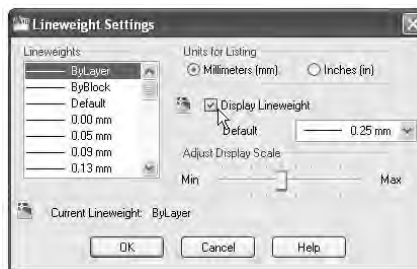 Lineweight Settings
Lineweights
ByLayer
ByBlock
Default
0.00 mm
0.05 mm
0.09 mm
0.13 mm
Units for Listing
Millimeters (mm)
Inches (in)
Display Lineweight
Default
0.25 mm
Adjust Display Scale
Min
Max
Current Lineweight: ByLayer
OK
Cancel
Help